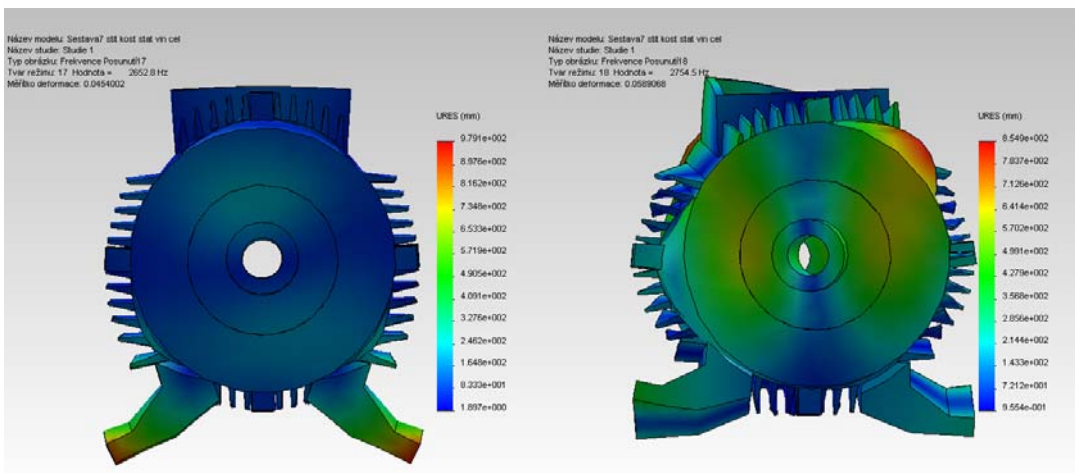 Název modelu: Sestava7 stit kost stat vin cel
Název studie: Studie 1
Typ obrázku: Frekvence Posunutí17
Tvar režimu: 17 Hodnota = 2652.8 Hz
Měřítko deformace: 0.0454002
URES (mm)
9.791e+002
8.976e+002
8.162e+002
7.348e+002
6.533e+002
5.719e+002
4.905e+002
4.091e+002
3.276e+002
2.462e+002
1.648e+002
8.333e+001
1.897e+000
Název modelu: Sestava7 stit kost stat vin cel
Název studie: Studie 1
Typ obrázku: Frekvence Posunutí18
Tvar režimu: 18 Hodnota = 2754.5 Hz
Měřítko deformace: 0.0589068
URES (mm)
8.549e+002
7.837e+002
7.126e+002
6.414e+002
5.702e+002
4.991e+002
4.279e+002
3.568e+002
2.856e+002
2.144e+002
1.433e+002
7.212e+001
9.554e-001